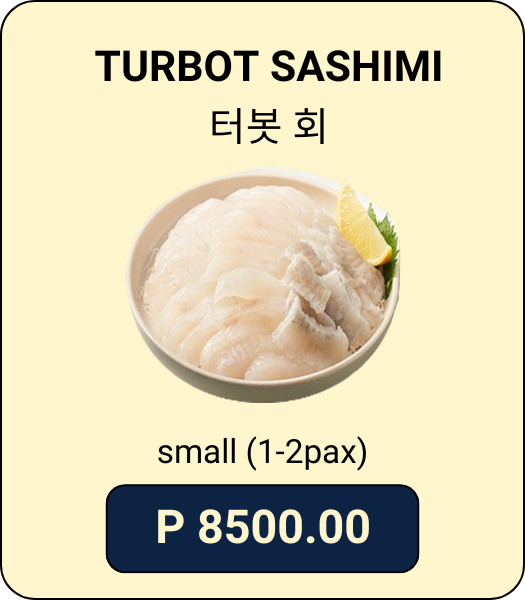 TURBOT SASHIMI
터봇 회
small (1-2pax)
P 8500.00